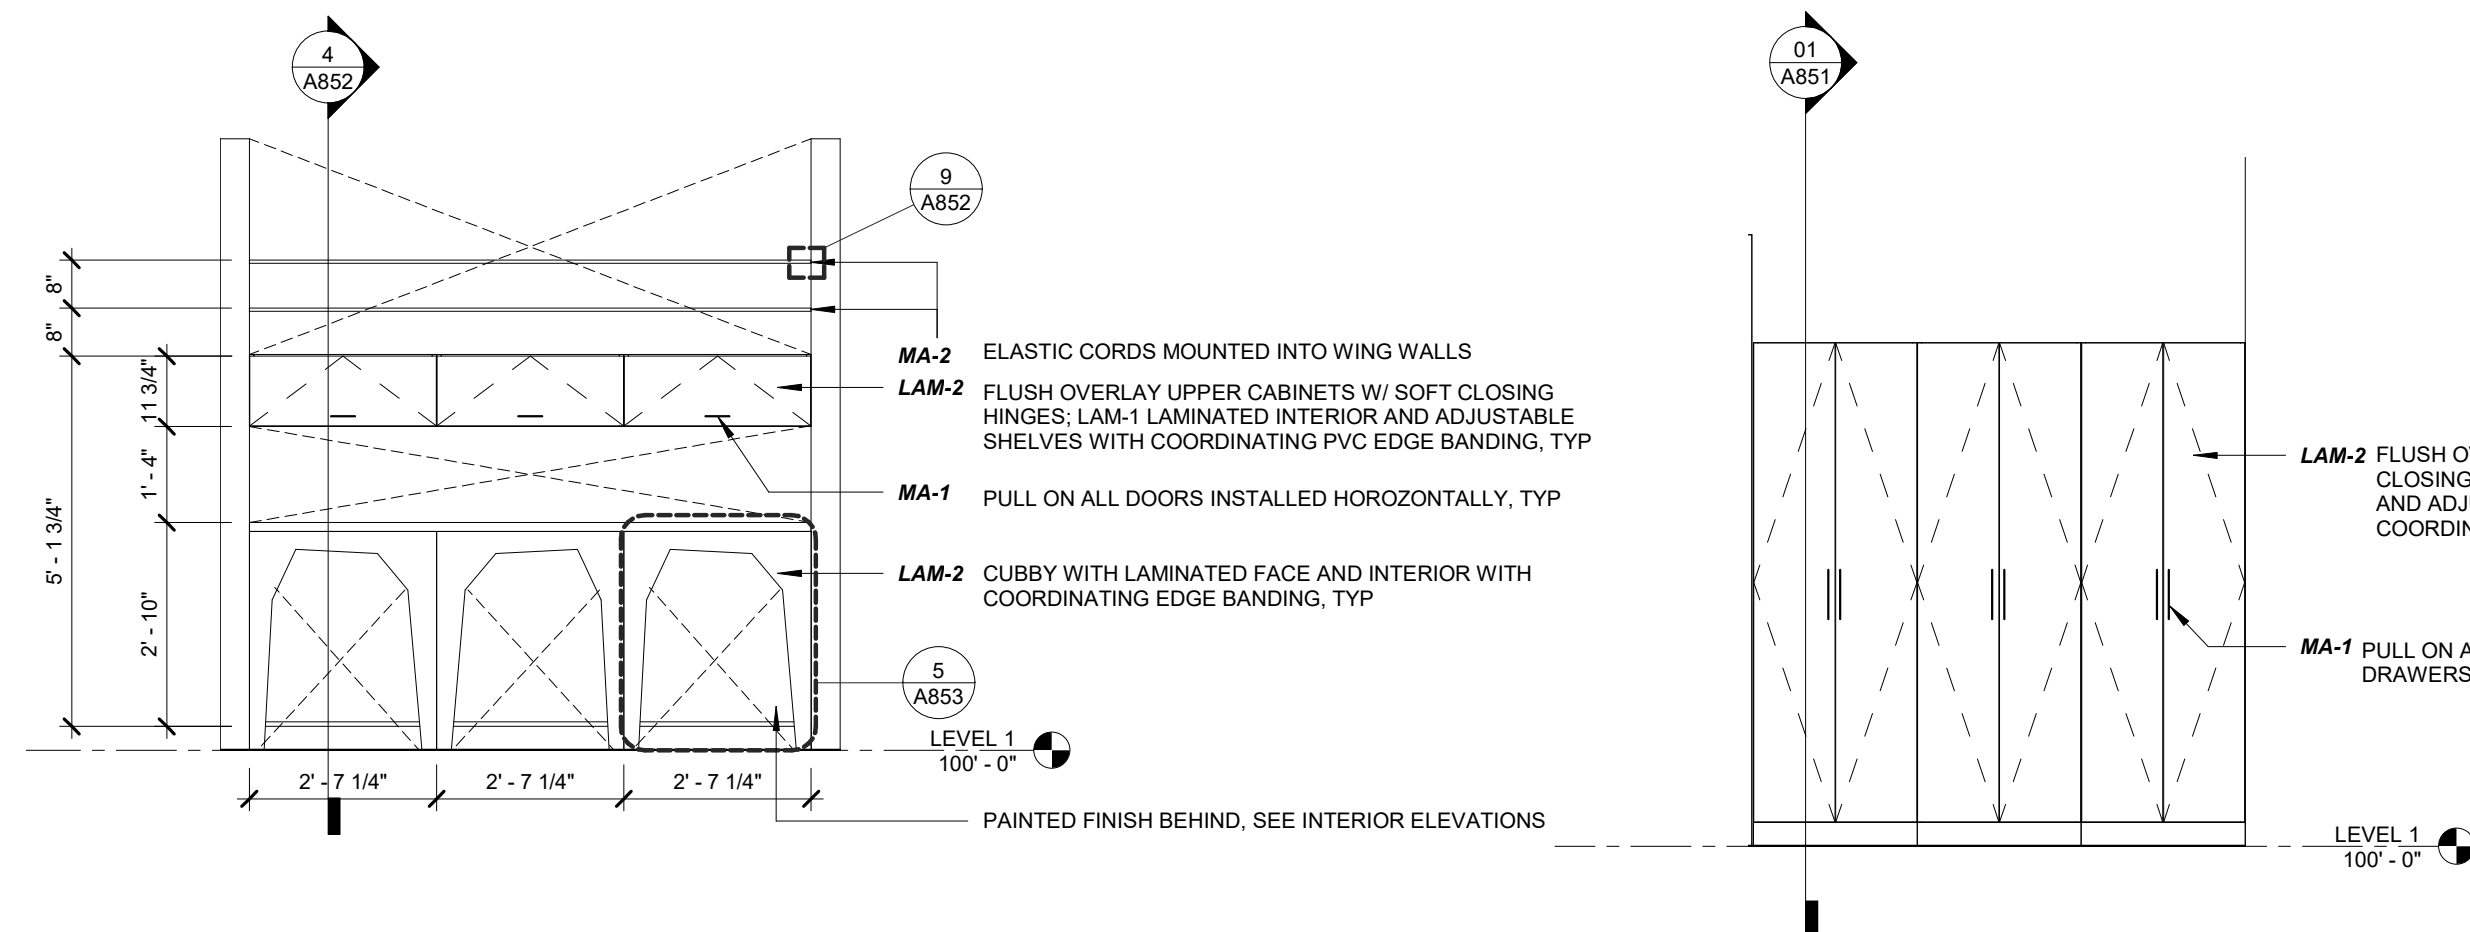 4
A852
01
A851
9
A852
8"
8"
11 3/4"
1' - 4"
5' - 1 3/4"
2' - 10"
MA-2 ELASTIC CORDS MOUNTED INTO WING WALLS
LAM-2 FLUSH OVERLAY UPPER CABINETS W/ SOFT CLOSING
HINGES; LAM-1 LAMINATED INTERIOR AND ADJUSTABLE
SHELVES WITH COORDINATING PVC EDGE BANDING, TYP
MA-1 PULL ON ALL DOORS INSTALLED HOROZONTALLY, TYP
LAM-2 CUBBY WITH LAMINATED FACE AND INTERIOR WITH
COORDINATING EDGE BANDING, TYP
5
A853
LEVEL 1
100' - 0"
2' - 7 1/4" 2' - 7 1/4" 2' - 7 1/4"
PAINTED FINISH BEHIND, SEE INTERIOR ELEVATIONS
LAM-2 FLUSH O
CLOSING
AND ADJ
COORDIN
MA-1 PULL ON A
DRAWERS
LEVEL 1
100' - 0"